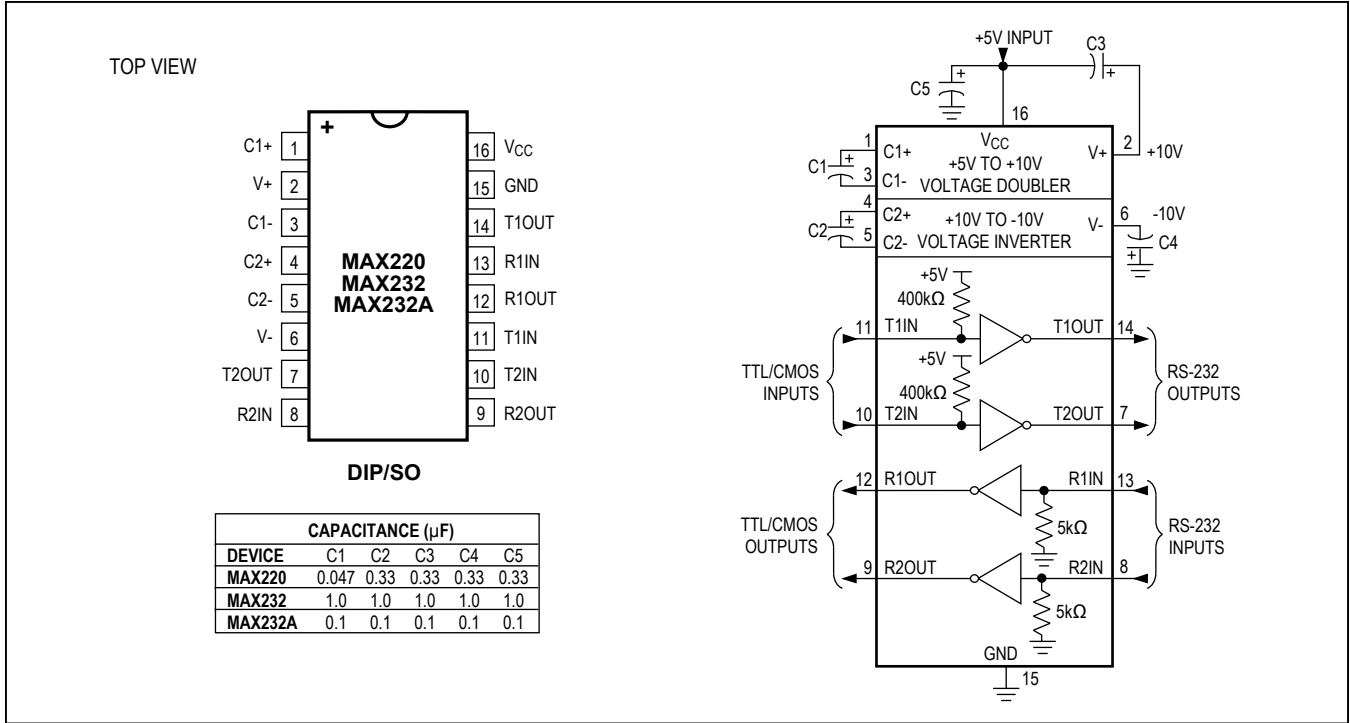 TOP VIEW
+
C1+ 1
V+ 2
C1- 3
C2+ 4
C2- 5
V- 6
T2OUT 7
R2IN 8
16 VCC
15 GND
14 T1OUT
13 R1IN
12 R1OUT
11 T1IN
10 T2IN
9 R2OUT
MAX220
MAX232
MAX232A
DIP/SO
CAPACITANCE (µF)
DEVICE C1 C2 C3 C4 C5
MAX220 0.047 0.33 0.33 0.33 0.33
MAX232 1.0 1.0 1.0 1.0 1.0
MAX232A 0.1 0.1 0.1 0.1 0.1
+5V INPUT
C3
+
C5 +
16
VCC
1 C1+
C1 +
3 C1-
+5V TO +10V
VOLTAGE DOUBLER
V+ 2 +10V
4 C2+
C2 +
5 C2-
+10V TO -10V
VOLTAGE INVERTER
V- 6 -10V
C4
+
+5V
400kΩ
11 T1IN T1OUT 14
+5V
400kΩ
10 T2IN T2OUT 7
TTL/CMOS
INPUTS
RS-232
OUTPUTS
12 R1OUT R1IN 13
5kΩ
9 R2OUT R2IN 8
5kΩ
TTL/CMOS
OUTPUTS
RS-232
INPUTS
GND
15